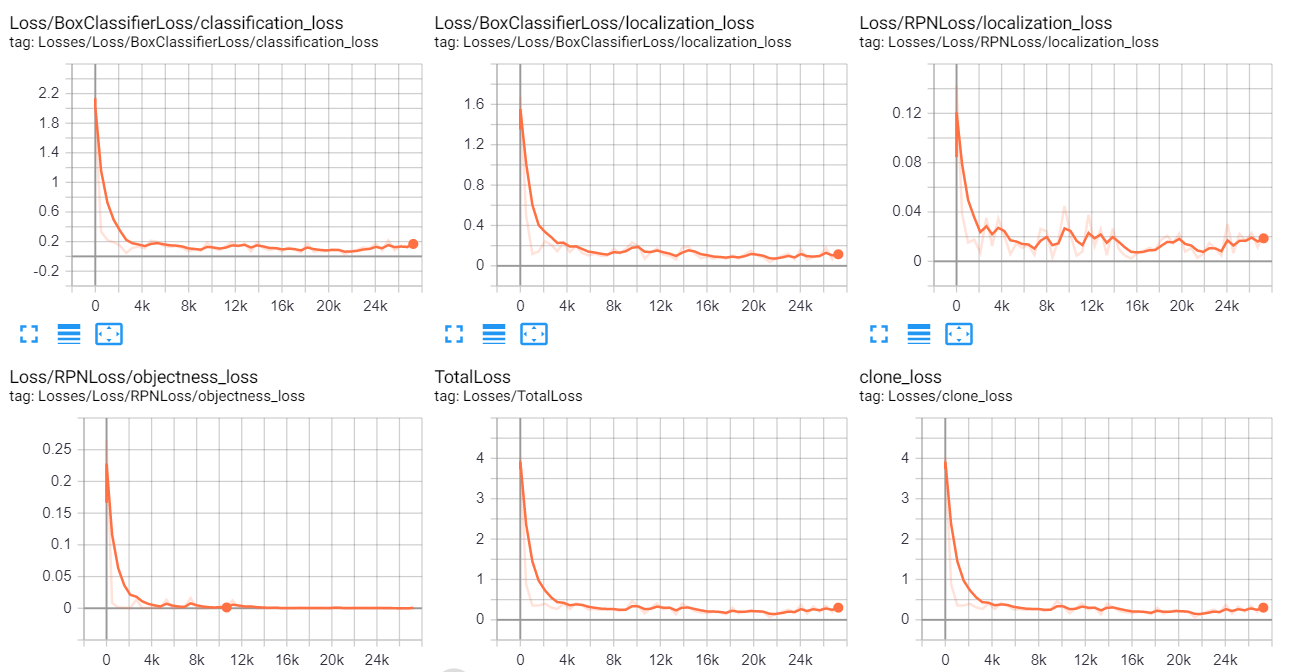 Loss/BoxClassifierLoss/classification_loss
tag: Losses/Loss/BoxClassifierLoss/classification_loss
2.2
1.8
1.4
1
0.6
0.2
-0.2
0 4k 8k 12k 16k 20k 24k
Loss/BoxClassifierLoss/localization_loss
tag: Losses/Loss/BoxClassifierLoss/localization_loss
1.6
1.2
0.8
0.4
0
0 4k 8k 12k 16k 20k 24k
Loss/RPNLoss/localization_loss
tag: Losses/Loss/RPNLoss/localization_loss
0.12
0.08
0.04
0
0 4k 8k 12k 16k 20k 24k
Loss/RPNLoss/objectness_loss
tag: Losses/Loss/RPNLoss/objectness_loss
0.25
0.2
0.15
0.1
0.05
0
0 4k 8k 12k 16k 20k 24k
TotalLoss
tag: Losses/TotalLoss
4
3
2
1
0
0 4k 8k 12k 16k 20k 24k
clone_loss
tag: Losses/clone_loss
4
3
2
1
0
0 4k 8k 12k 16k 20k 24k